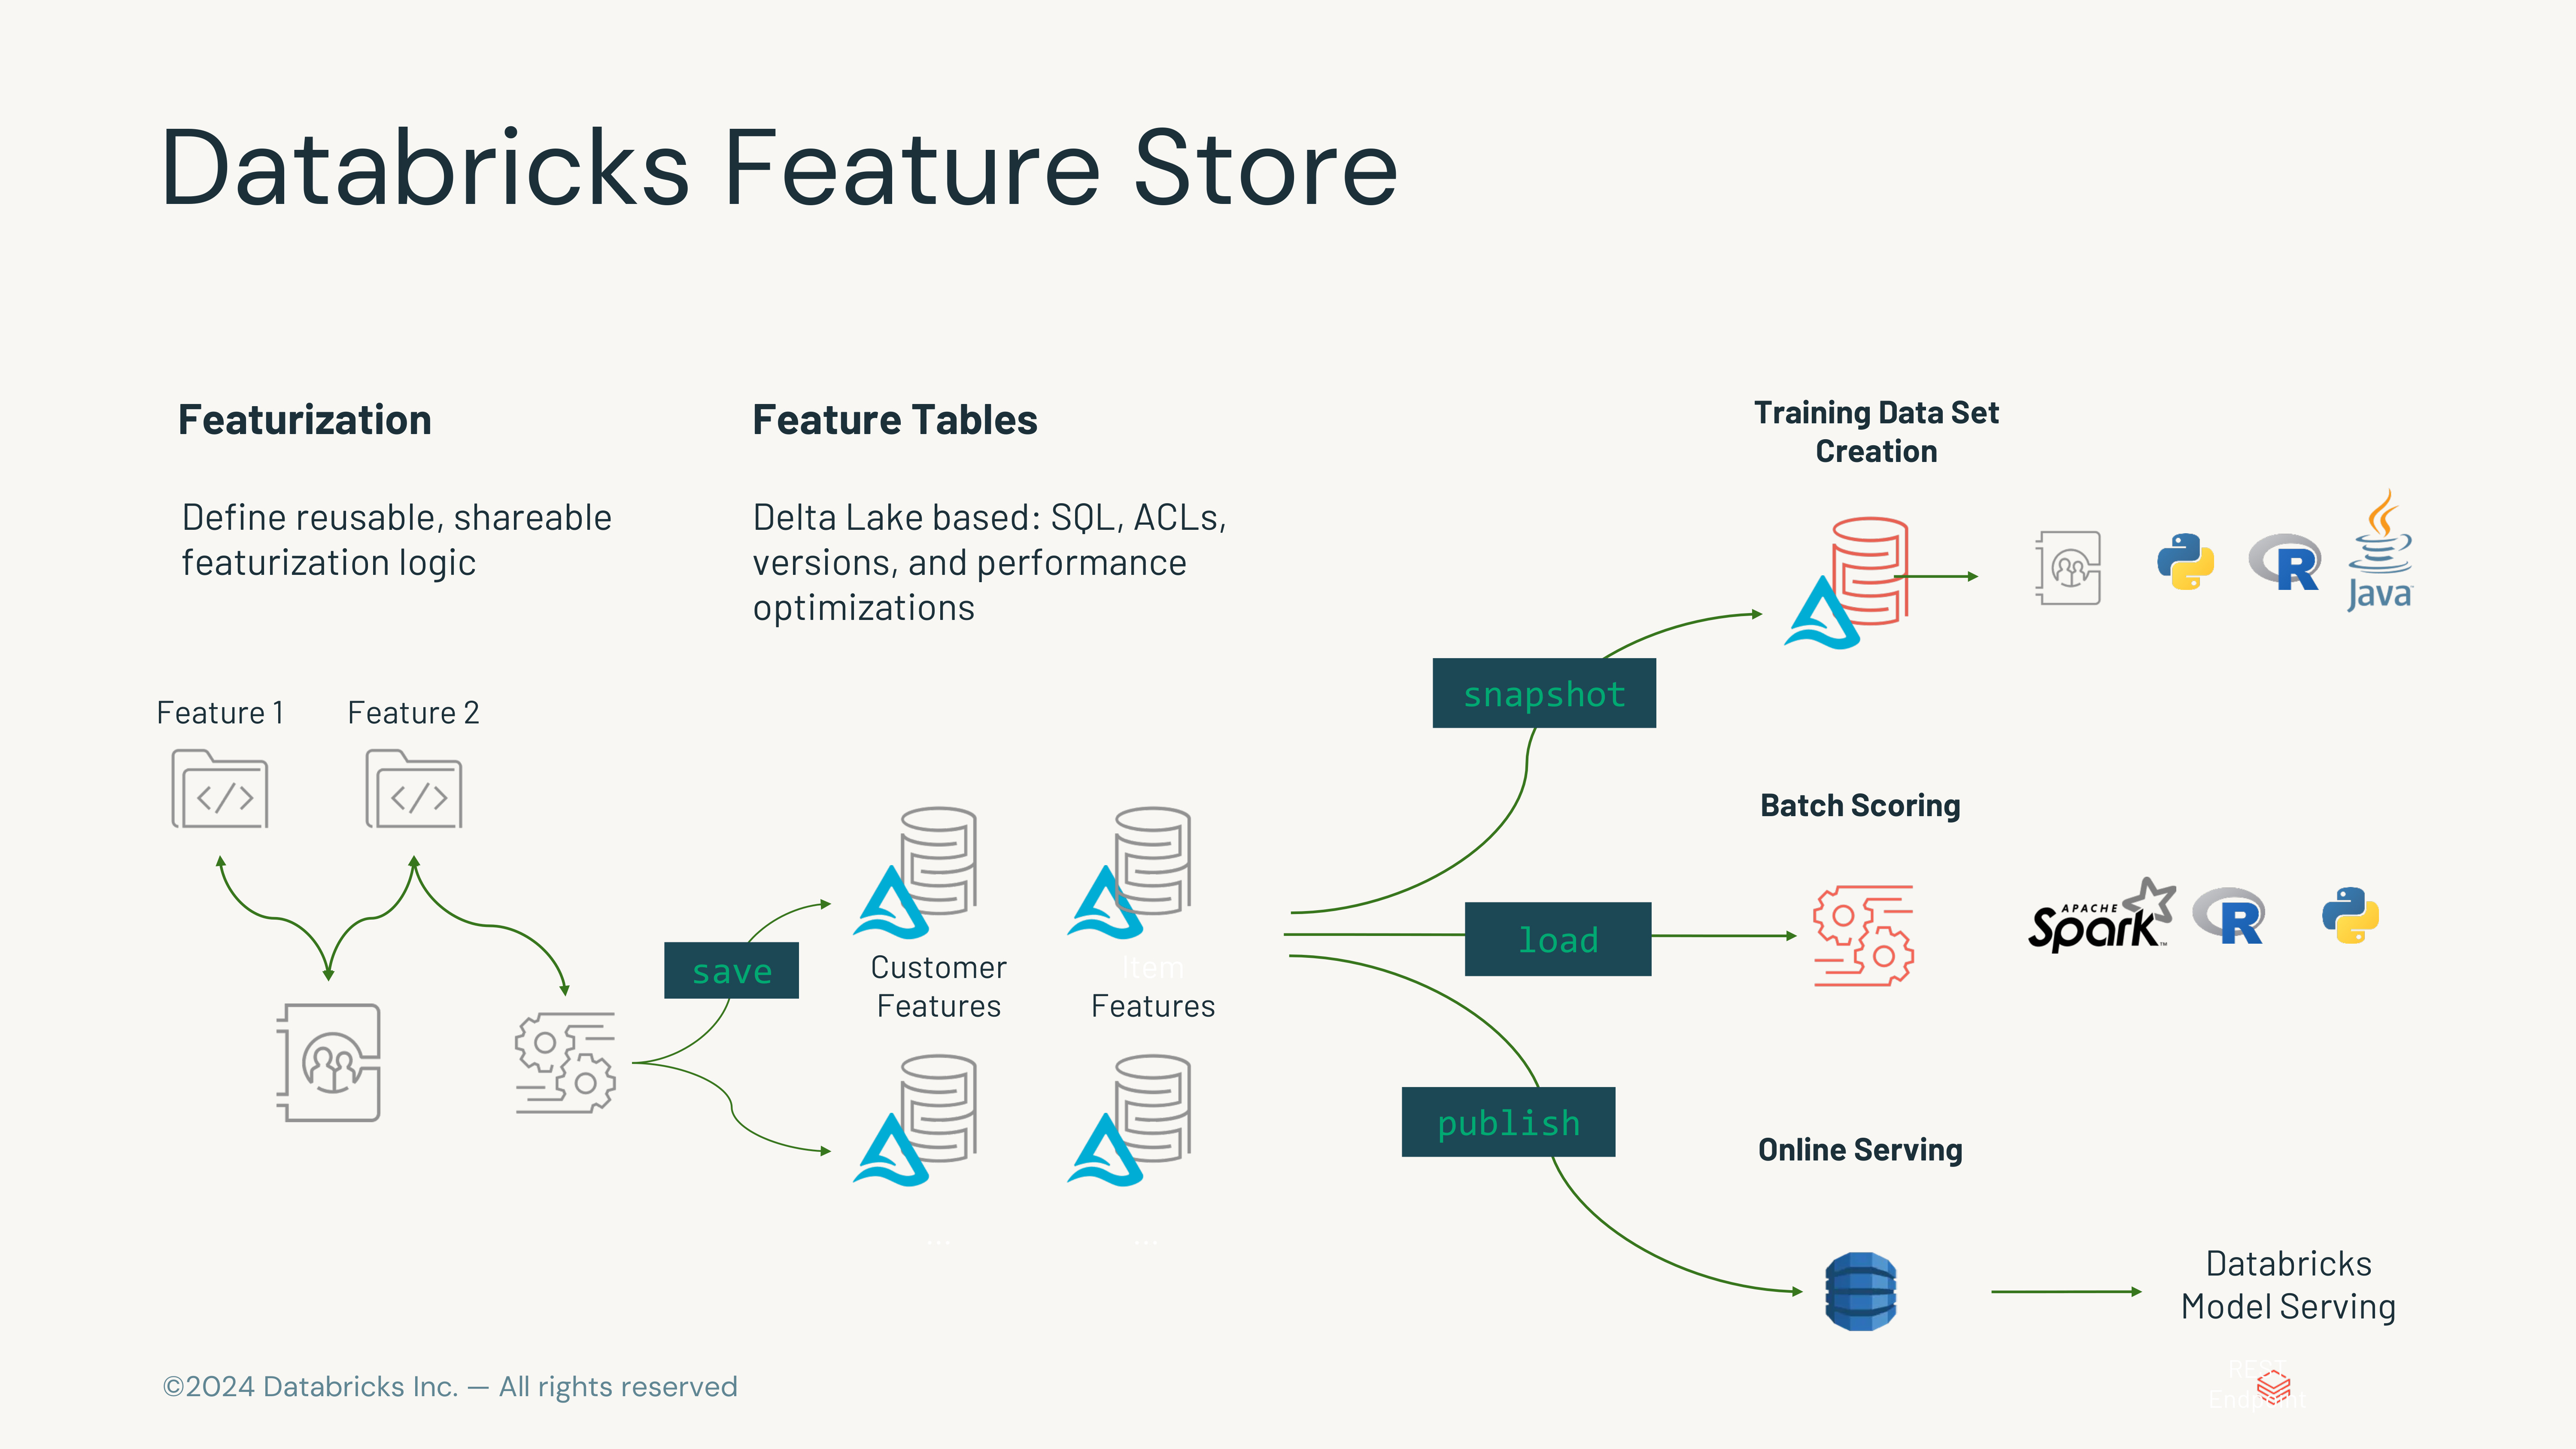 Databricks Feature Store
Featurization
Define reusable, shareable
featurization logic
Feature 1
Feature 2
save
Feature Tables
Delta Lake based: SQL, ACLs,
versions, and performance
optimizations
Customer
Features
Item
Features
...
...
snapshot
load
publish
Training Data Set
Creation
R
Java
Batch Scoring
APACHE
Spark™
R
Online Serving
Databricks
Model Serving
REST
Endpoint
©2024 Databricks Inc. — All rights reserved